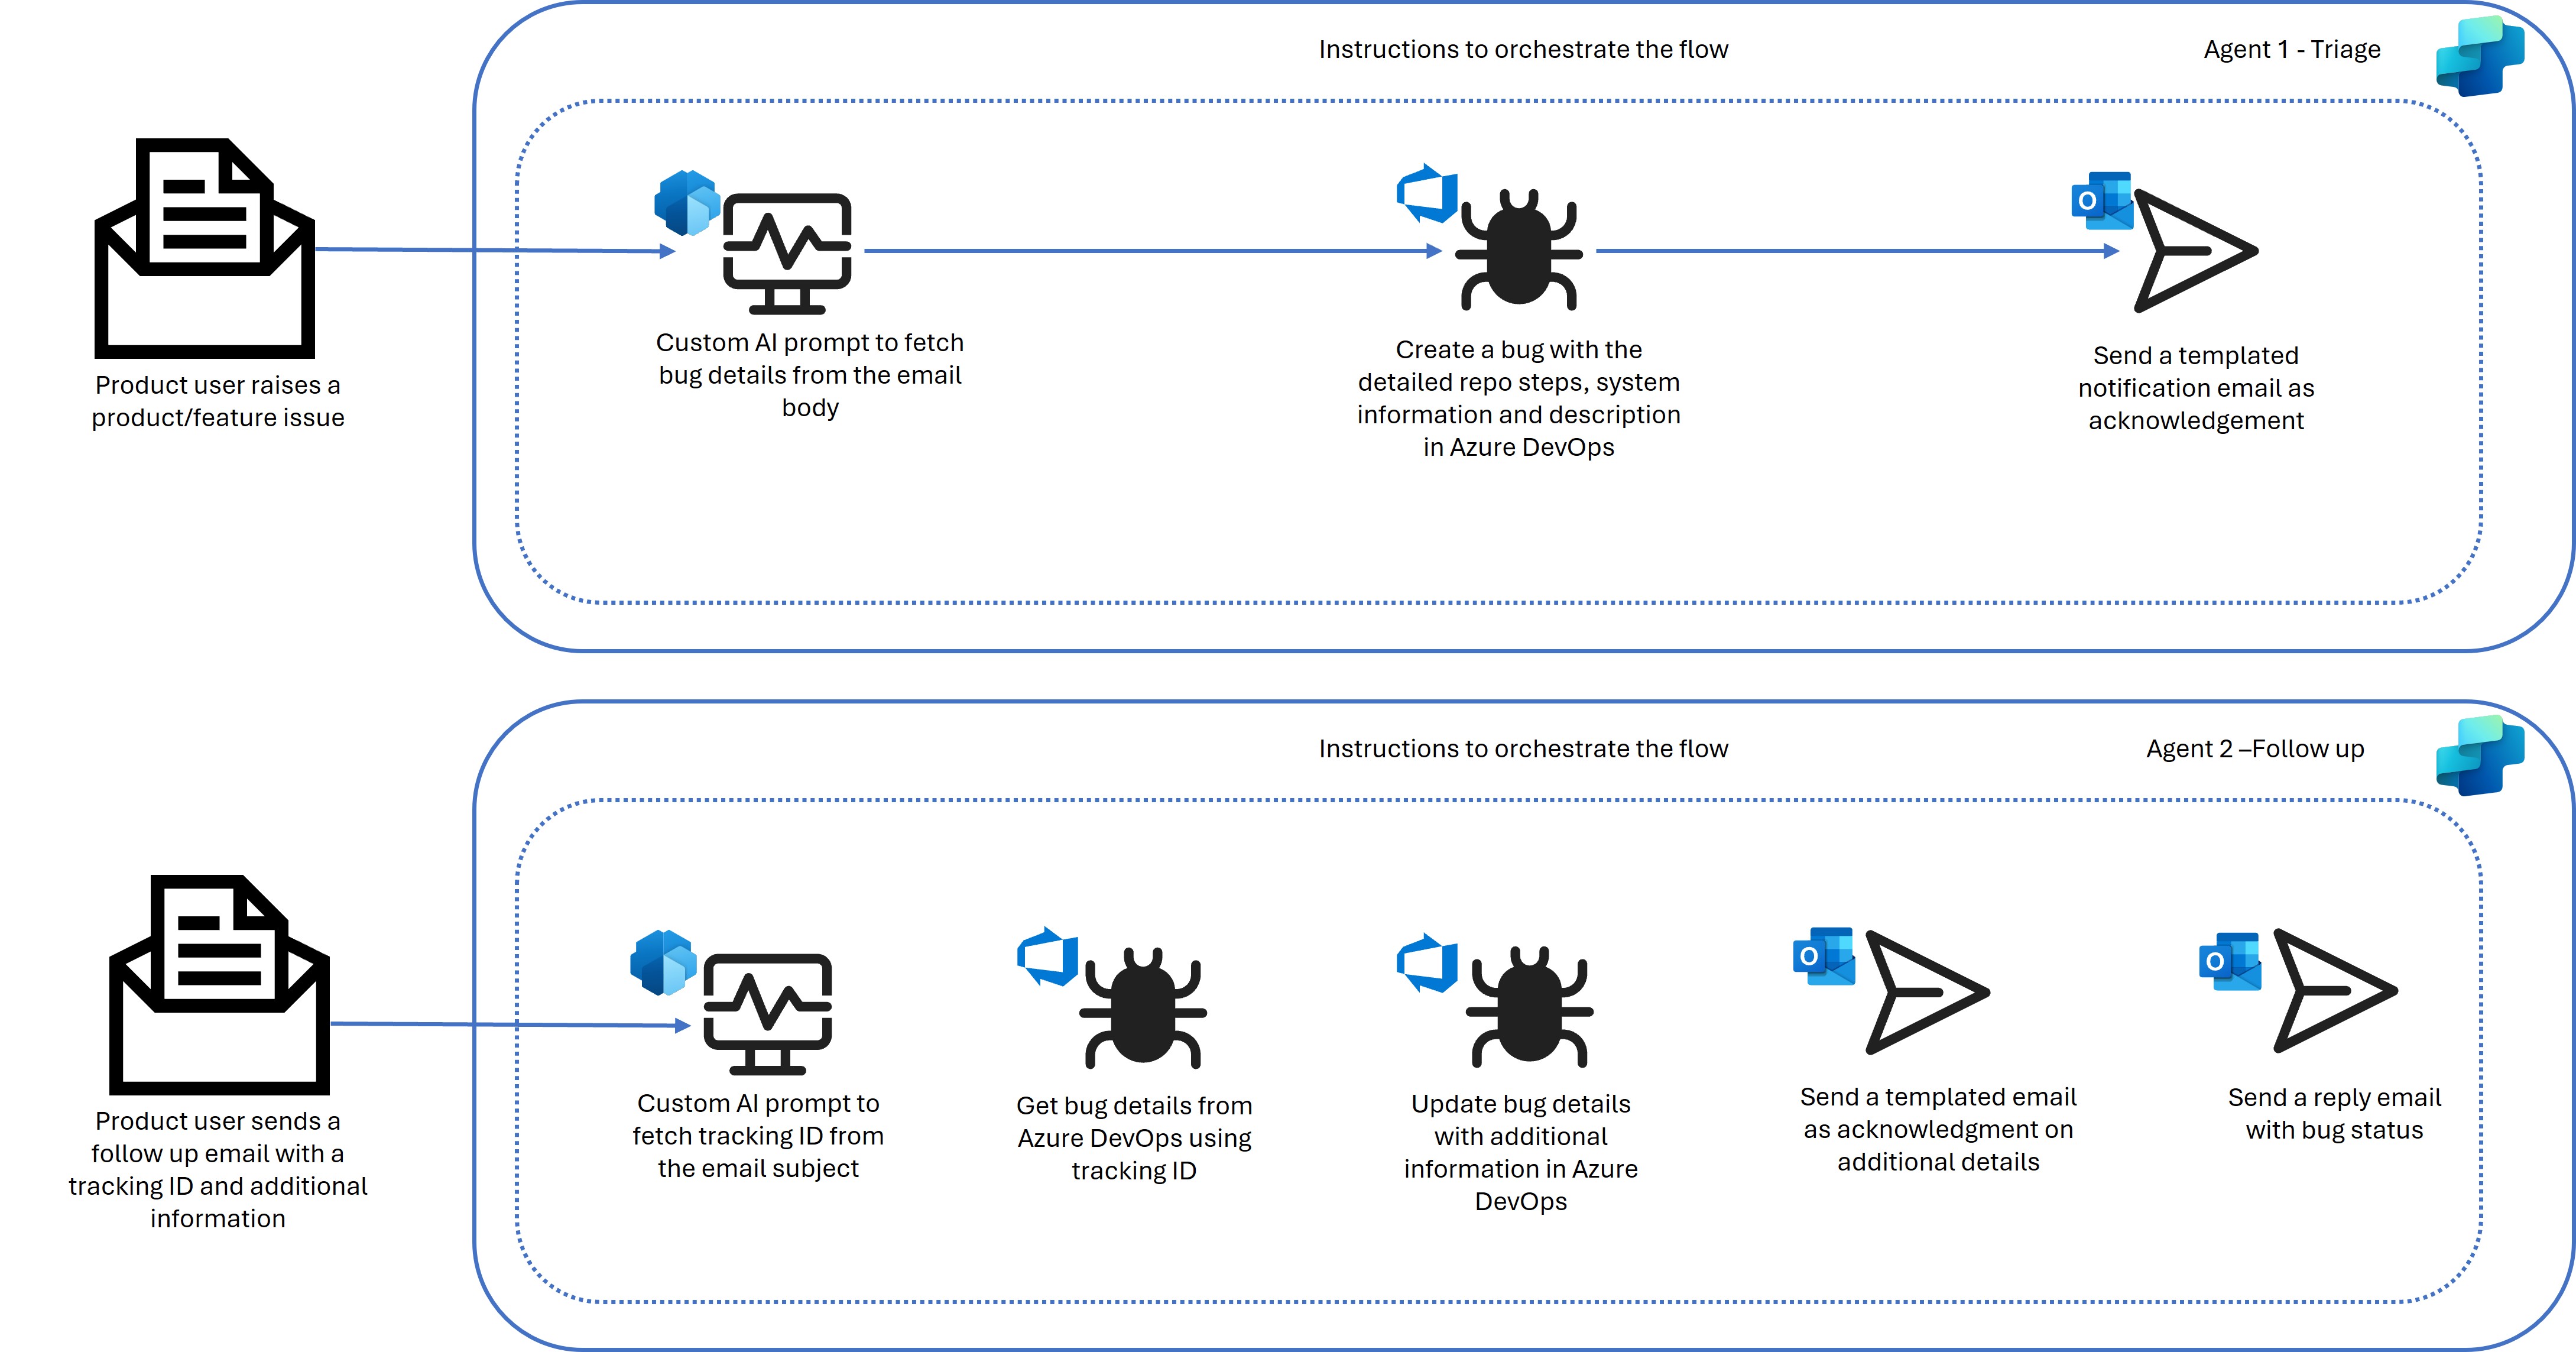 Instructions to orchestrate the flow
Agent 1 - Triage
Product user raises a
product/feature issue
Custom AI prompt to fetch
bug details from the email
body
Create a bug with the
detailed repo steps, system
information and description
in Azure DevOps
O
Send a templated
notification email as
acknowledgement
Instructions to orchestrate the flow
Agent 2 –Follow up
Product user sends a
follow up email with a
tracking ID and additional
information
Custom AI prompt to
fetch tracking ID from
the email subject
Get bug details from
Azure DevOps using
tracking ID
Update bug details
with additional
information in Azure
DevOps
O
Send a templated email
as acknowledgment on
additional details
O
Send a reply email
with bug status